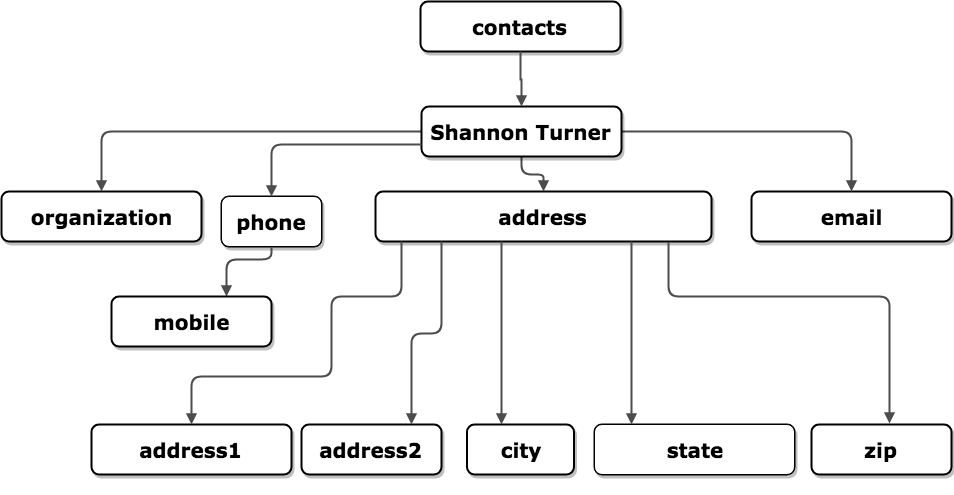 contacts
Shannon Turner
organization
phone
address
email
mobile
address1
address2
city
state
zip